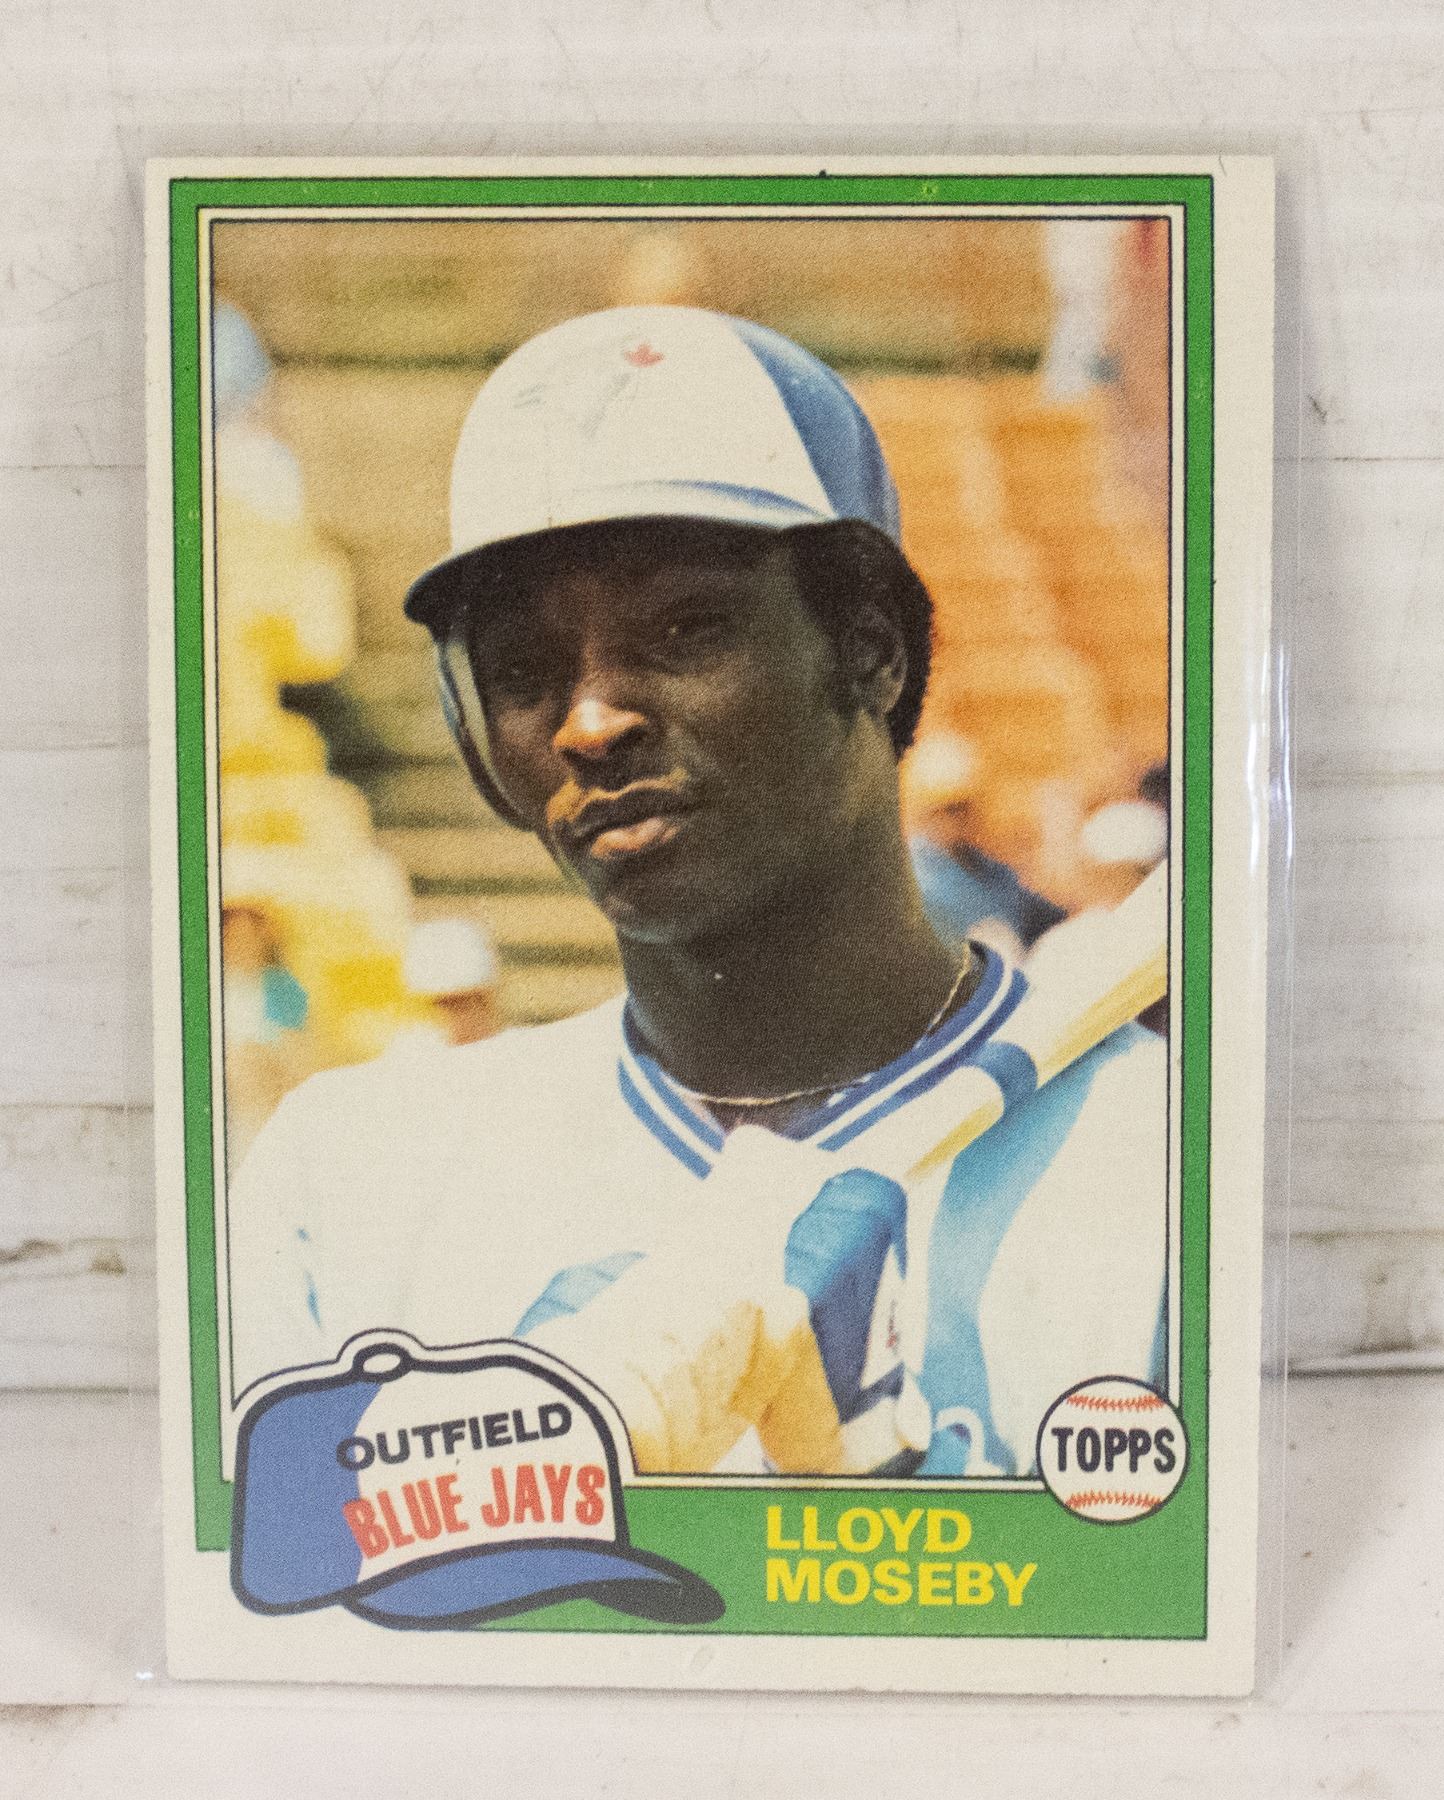 OUTFIELD
BLUE JAYS
TOPPS
LLOYD
MOSEBY